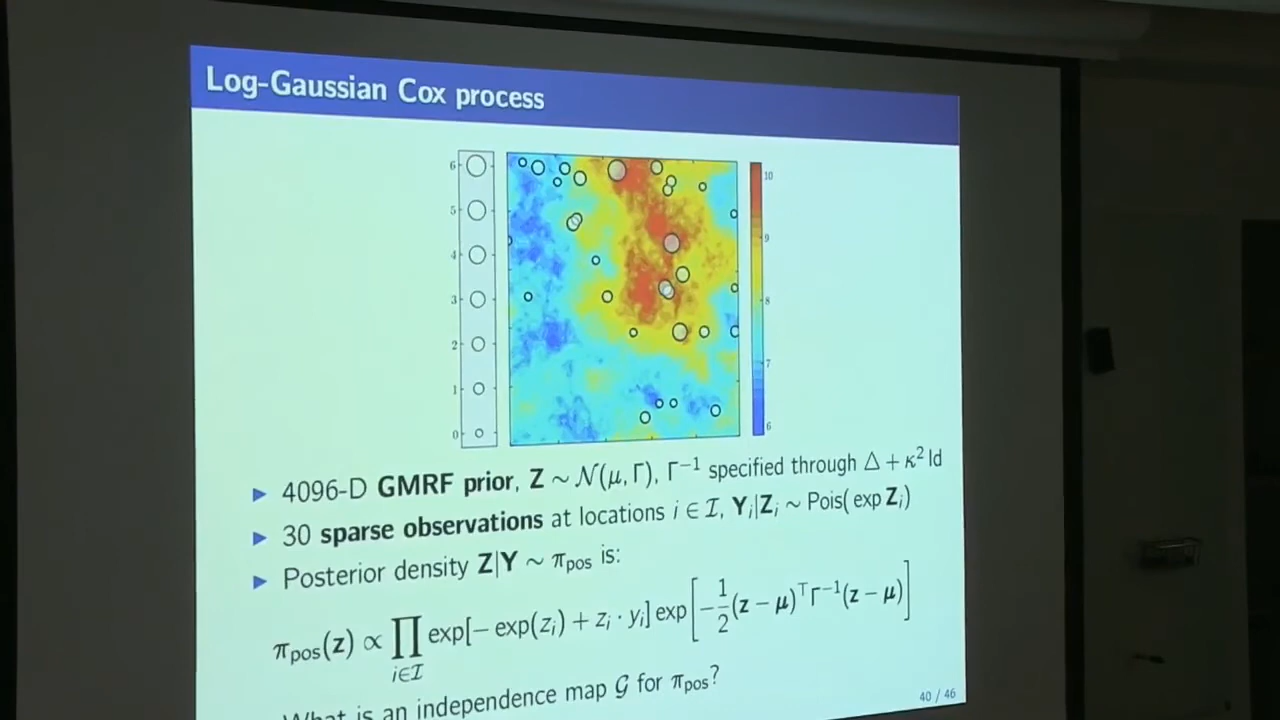 Log-Gaussian Cox process
6
5
4
3
2
1
0
10
9
8
7
6
▶ 4096-D GMRF prior, Z ∼ N(μ, Γ), Γ⁻¹ specified through Δ + κ² Id
▶ 30 sparse observations at locations i ∈ I, Yᵢ|Zᵢ ∼ Pois(exp Zᵢ)
▶ Posterior density Z|Y ∼ π_pos is:
π_pos(z) ∝ ∏_{i∈I} exp[− exp(zᵢ) + zᵢ · yᵢ] exp[−½(z − μ)ᵀΓ⁻¹(z − μ)]
What is an independence map G for π_pos?
40 / 46